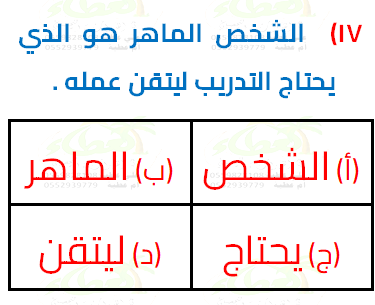 ١٧) الشخص الماهر هو الذي
يحتاج التدريب ليتقن عمله .
(أ) الشخص (ب) الماهر
(ج) يحتاج (د) ليتقن